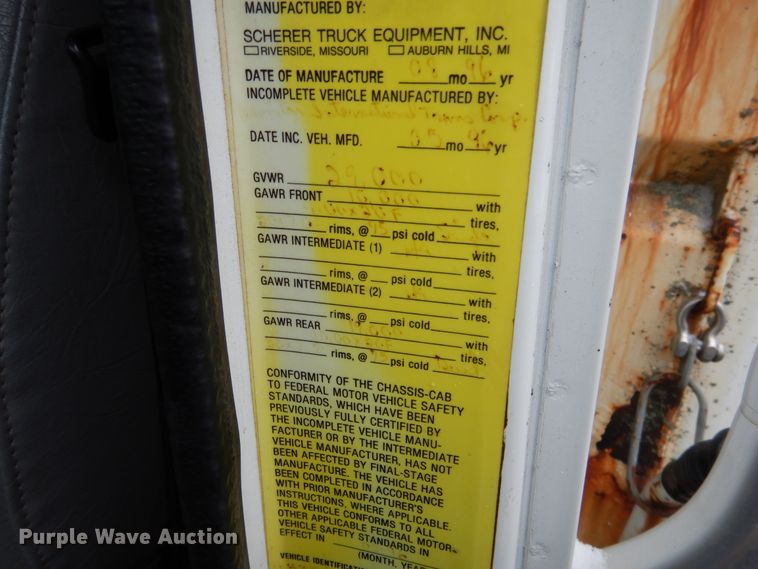 MANUFACTURED BY:
SCHERER TRUCK EQUIPMENT, INC.
RIVERSIDE, MISSOURI AUBURN HILLS, MI
DATE OF MANUFACTURE mo yr
INCOMPLETE VEHICLE MANUFACTURED BY:
DATE INC. VEH. MFD. mo yr
GVWR
GAWR FRONT with
tires,
rims, @ psi cold
GAWR INTERMEDIATE (1) with
tires,
rims, @ psi cold
GAWR INTERMEDIATE (2) with
tires,
rims, @ psi cold
GAWR REAR with
tires,
rims, @ psi cold
CONFORMITY OF THE CHASSIS-CAB
TO FEDERAL MOTOR VEHICLE SAFETY
STANDARDS, WHICH HAVE BEEN
PREVIOUSLY FULLY CERTIFIED BY
THE INCOMPLETE VEHICLE MANU-
FACTURER OR BY THE INTERMEDIATE
VEHICLE MANUFACTURER, HAS NOT
BEEN AFFECTED BY FINAL-STAGE
MANUFACTURE. THE VEHICLE HAS
BEEN COMPLETED IN ACCORDANCE
WITH PRIOR MANUFACTURER'S
INSTRUCTIONS, WHERE APPLICABLE.
THIS VEHICLE CONFORMS TO ALL
OTHER APPLICABLE FEDERAL MOTOR
VEHICLE SAFETY STANDARDS IN
EFFECT IN
(MONTH, YEAR
VEHICLE IDENTIFICATI
Purple Wave Auction